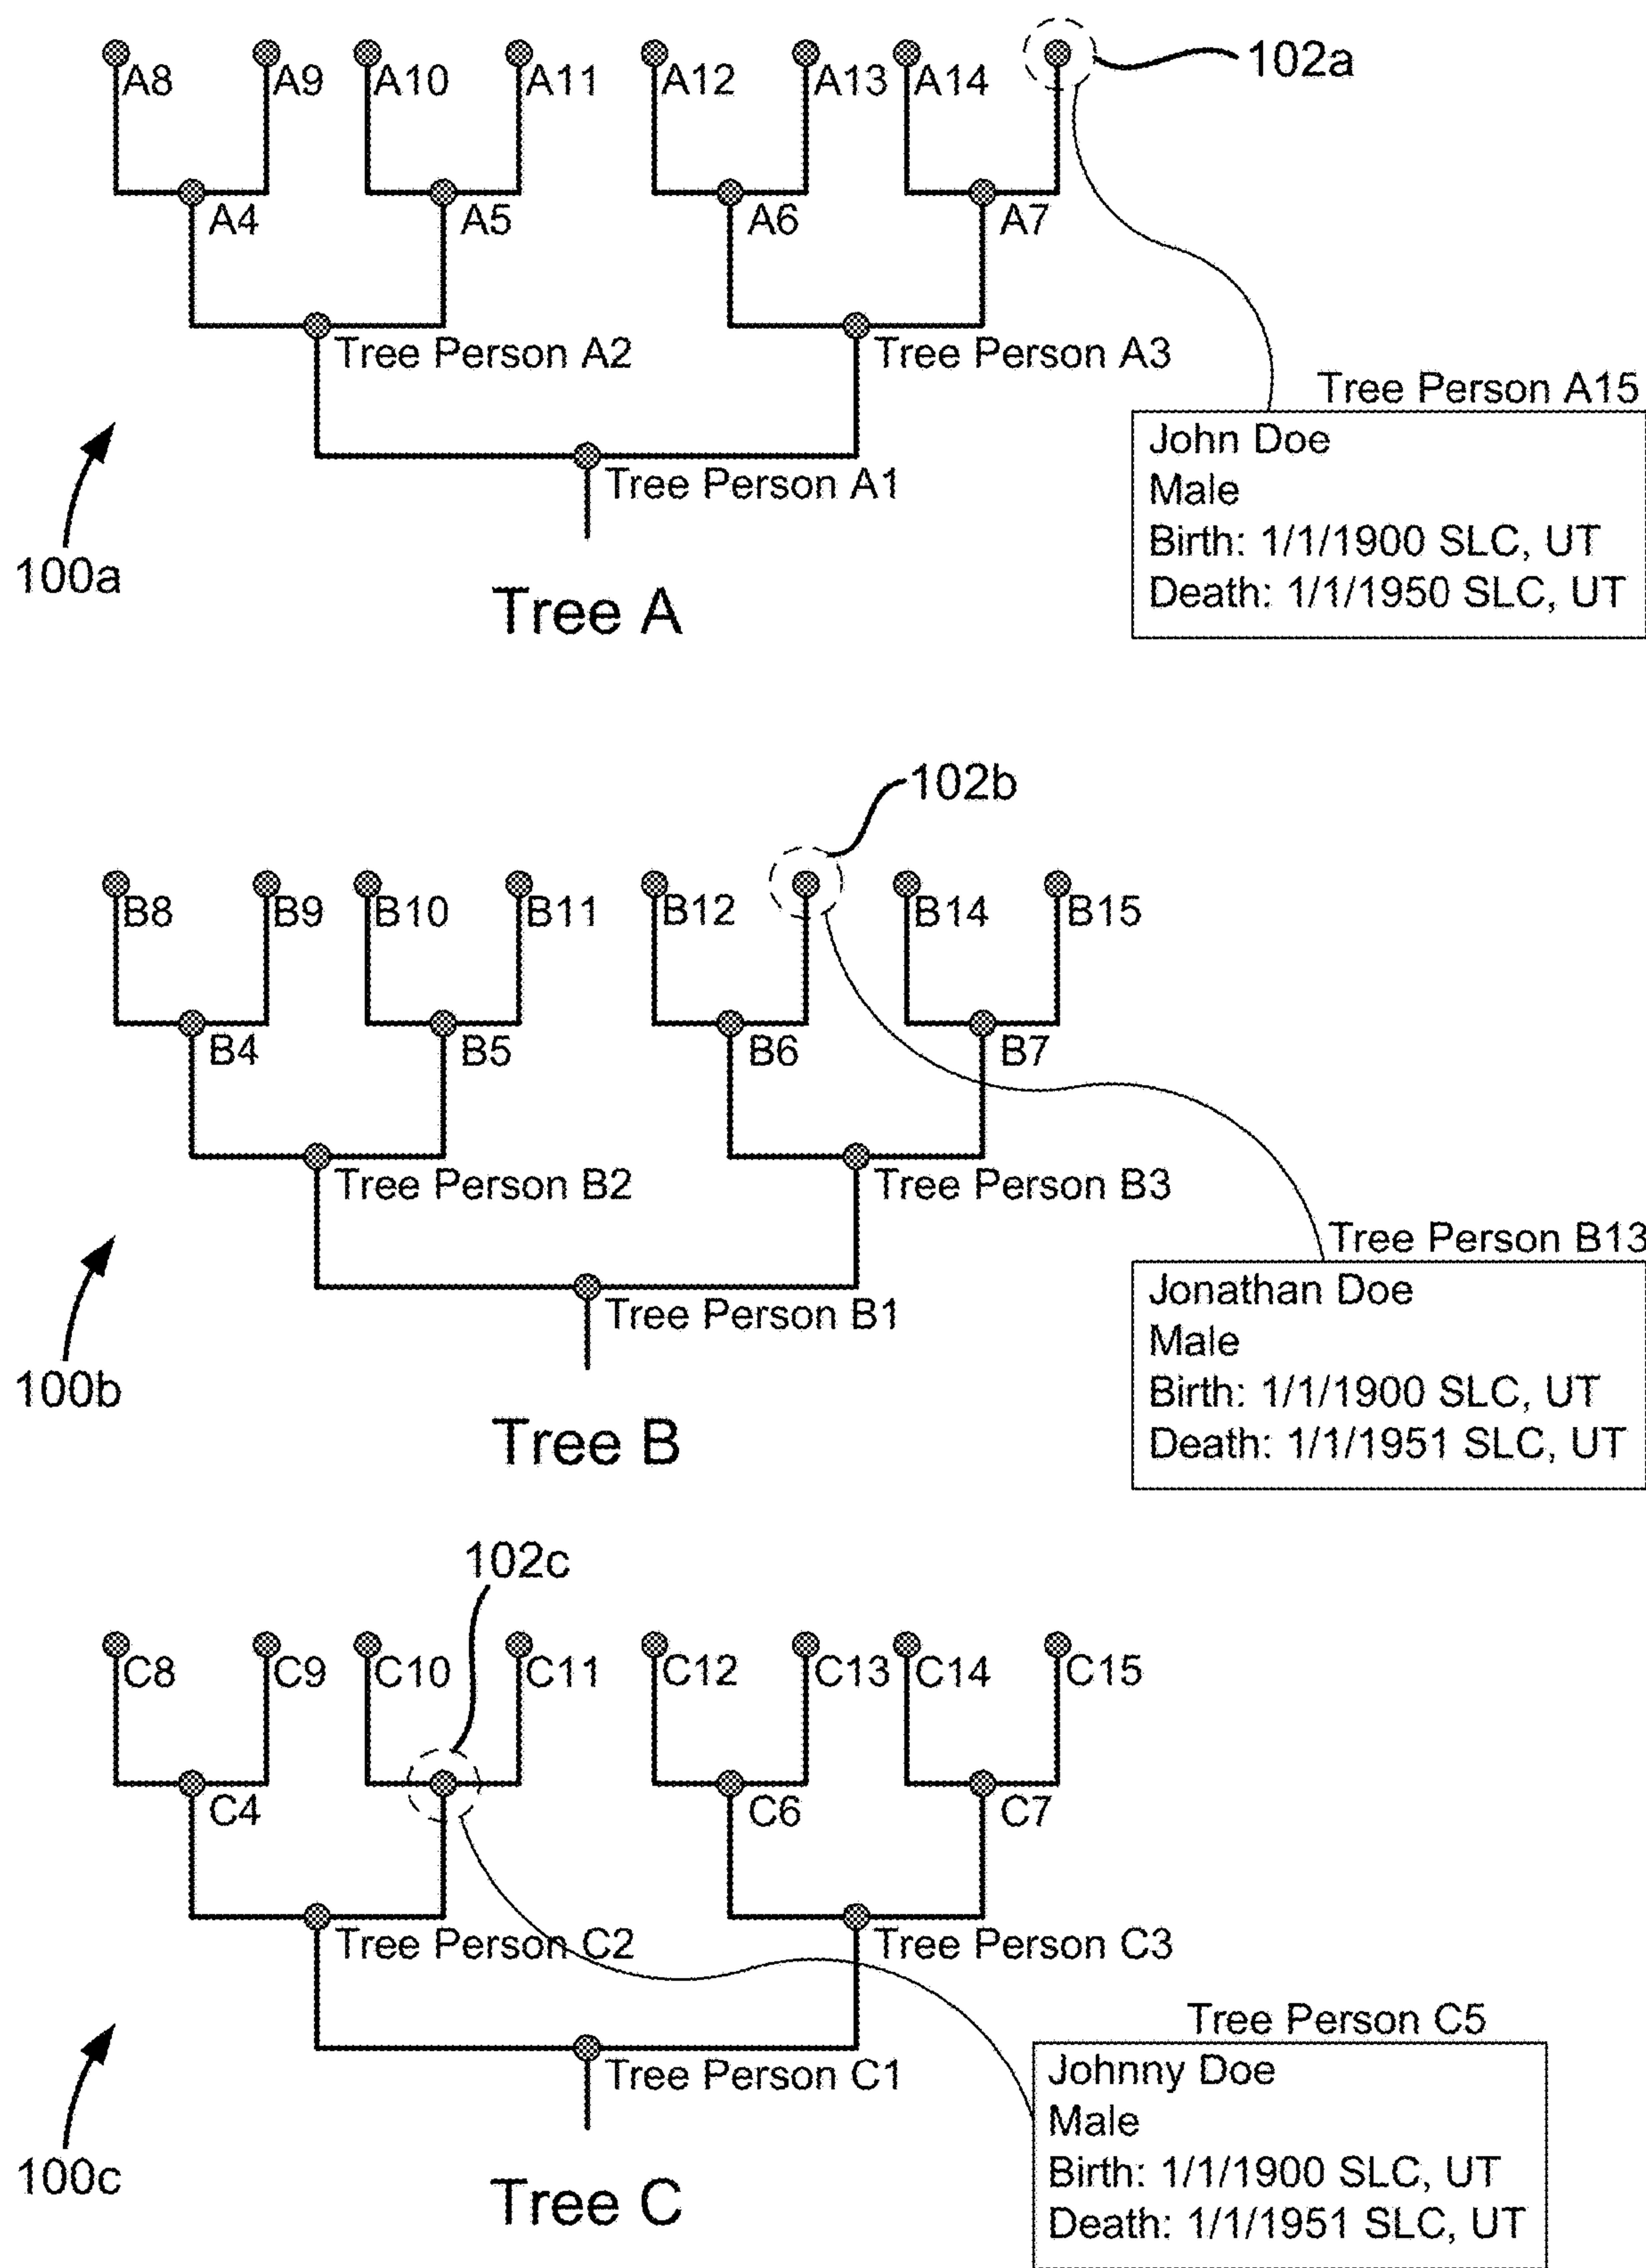 A8 A9 A10 A11 A12 A13 A14 102a
A4 A5 A6 A7
Tree Person A2 Tree Person A3
Tree Person A15
John Doe
Male
Birth: 1/1/1900 SLC, UT
Death: 1/1/1950 SLC, UT
Tree Person A1
100a
Tree A
102b
B8 B9 B10 B11 B12 B14 B15
B4 B5 B6 B7
Tree Person B2 Tree Person B3
Tree Person B13
Jonathan Doe
Male
Birth: 1/1/1900 SLC, UT
Death: 1/1/1951 SLC, UT
Tree Person B1
100b
Tree B
102c
C8 C9 C10 C11 C12 C13 C14 C15
C4 C6 C7
Tree Person C2 Tree Person C3
Tree Person C5
Johnny Doe
Male
Birth: 1/1/1900 SLC, UT
Death: 1/1/1951 SLC, UT
Tree Person C1
100c
Tree C